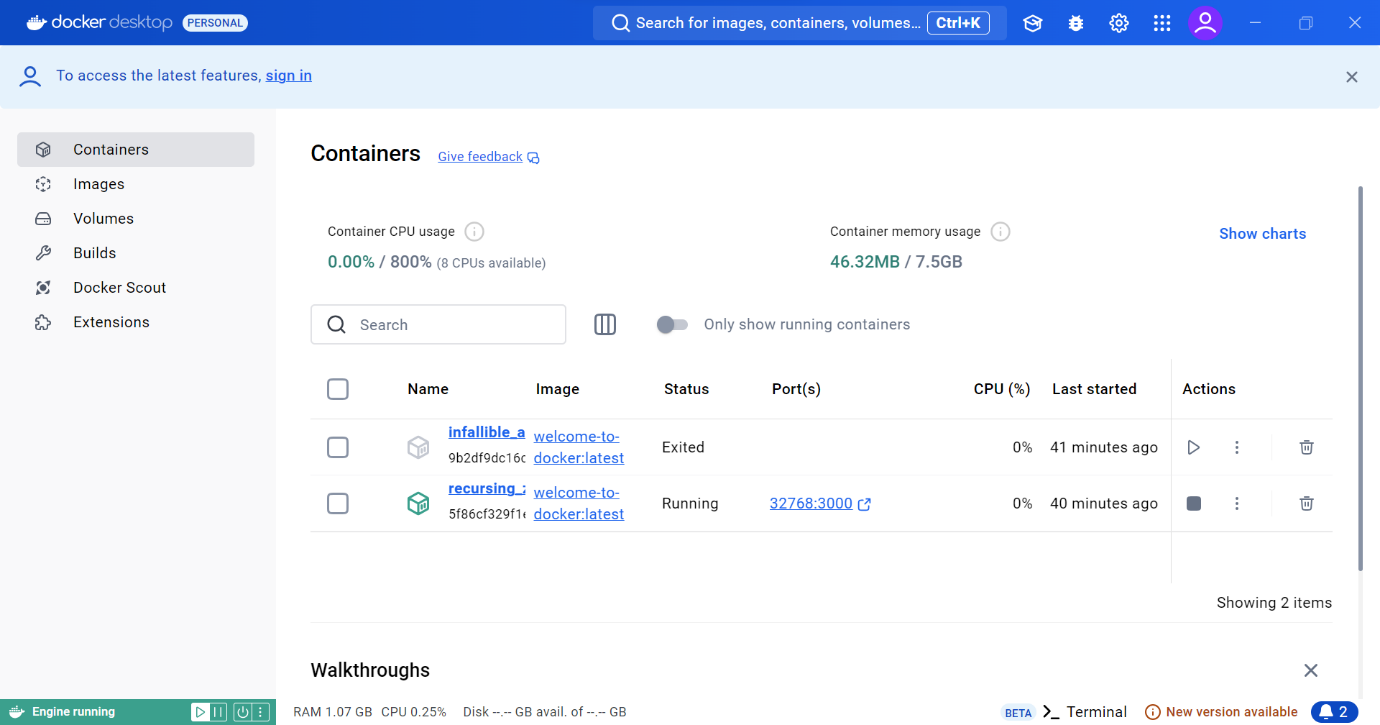 docker desktop PERSONAL
Search for images, containers, volumes... Ctrl+K
To access the latest features, sign in
Containers
Images
Volumes
Builds
Docker Scout
Extensions
Containers Give feedback
Container CPU usage
0.00% / 800% (8 CPUs available)
Container memory usage
46.32MB / 7.5GB
Show charts
Search
Only show running containers
Name Image Status Port(s) CPU (%) Last started Actions
infallible_a
9b2df9dc16c
welcome-to-
docker:latest
Exited 0% 41 minutes ago
recursing_
5f86cf329f1e
welcome-to-
docker:latest
Running 32768:3000 0% 40 minutes ago
Showing 2 items
Walkthroughs
Engine running
RAM 1.07 GB CPU 0.25% Disk --.-- GB avail. of --.-- GB
BETA Terminal New version available 2